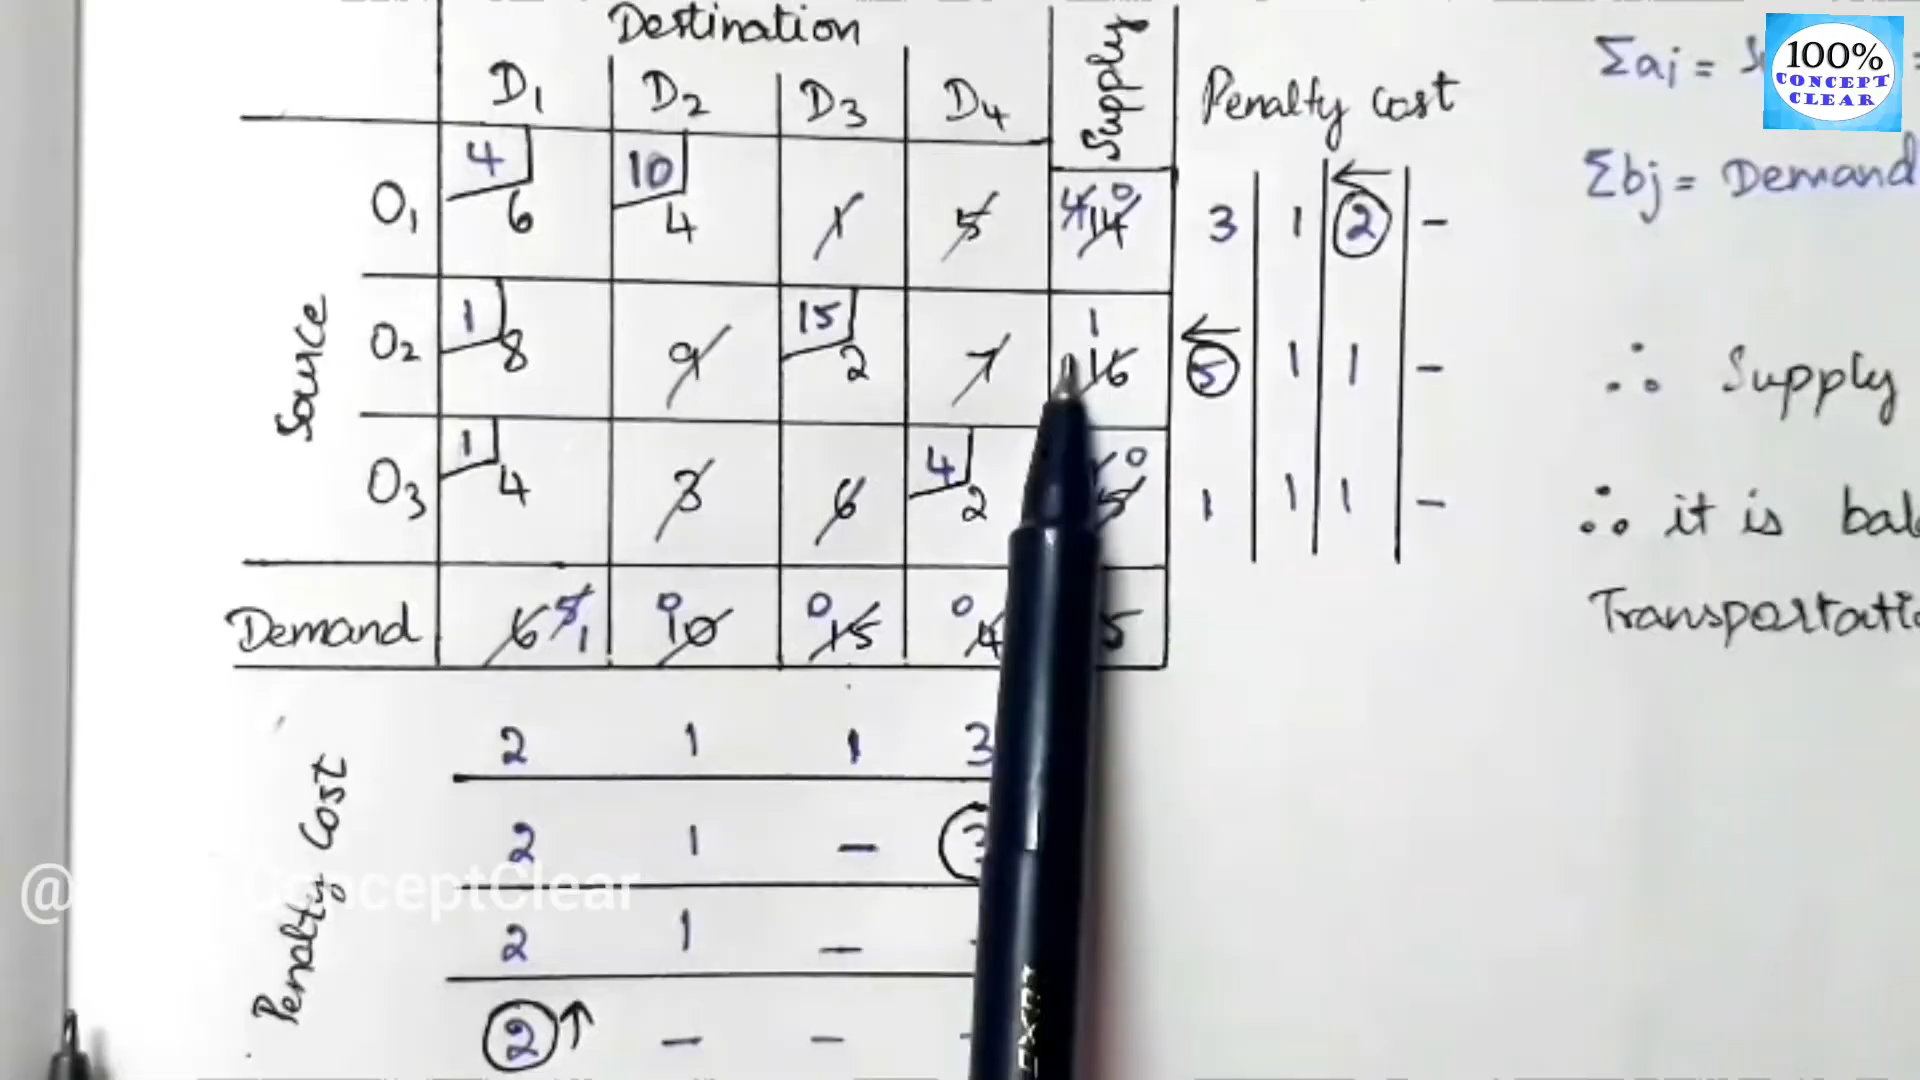 Destination
D1 D2 D3 D4 Supply Penalty Cost
O1 4 6 10 4 1 5 4 14 0 3 1 2 -
Source
O2 1 8 9 15 2 7 1 16 5 1 1 -
O3 1 4 3 6 4 2 0 5 1 1 1 -
Demand 6 5 1 0 10 0 15 0 4 5
Penalty Cost
2 1 1 3
2 1 - 3
2 1 -
2 ↑ - -
Σai =
Σbj = Demand
∴ Supply
∴ it is
100%
CONCEPT
CLEAR
ConceptClear